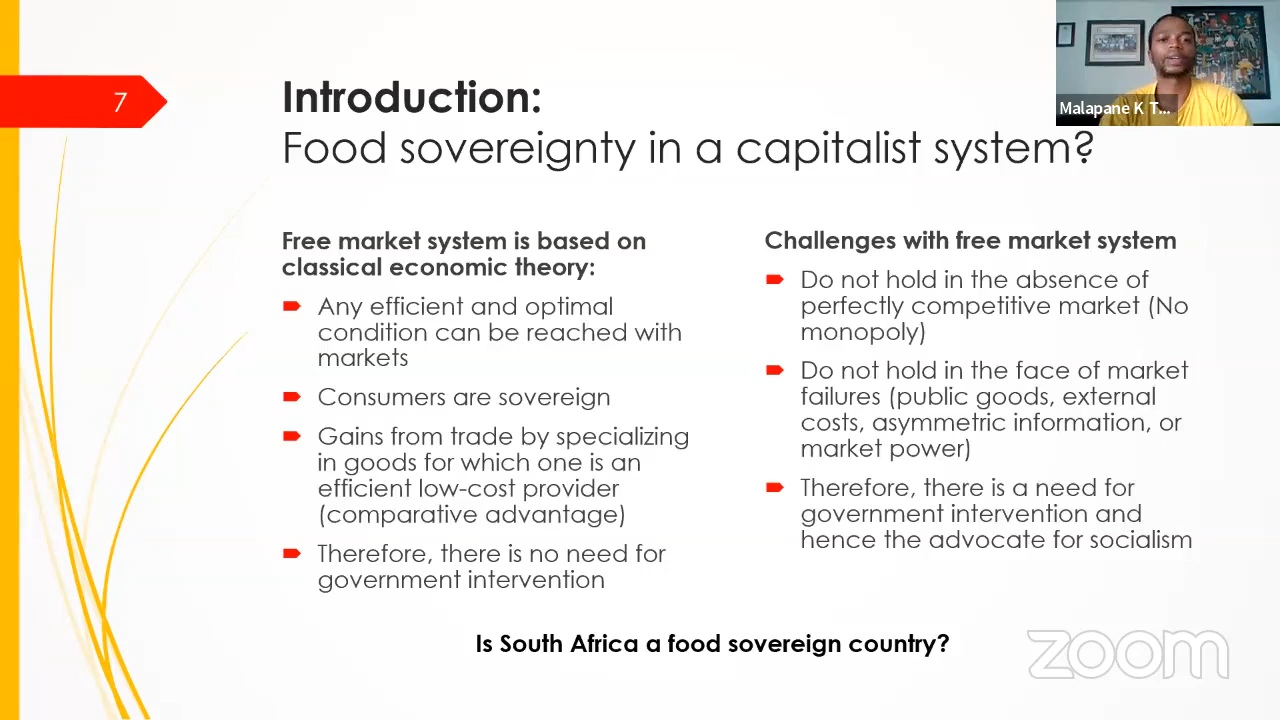 7
Introduction:
Food sovereignty in a capitalist system?
Malapane K T...
Free market system is based on
classical economic theory:
Any efficient and optimal
condition can be reached with
markets
Consumers are sovereign
Gains from trade by specializing
in goods for which one is an
efficient low-cost provider
(comparative advantage)
Therefore, there is no need for
government intervention
Challenges with free market system
Do not hold in the absence of
perfectly competitive market (No
monopoly)
Do not hold in the face of market
failures (public goods, external
costs, asymmetric information, or
market power)
Therefore, there is a need for
government intervention and
hence the advocate for socialism
Is South Africa a food sovereign country?
zoom